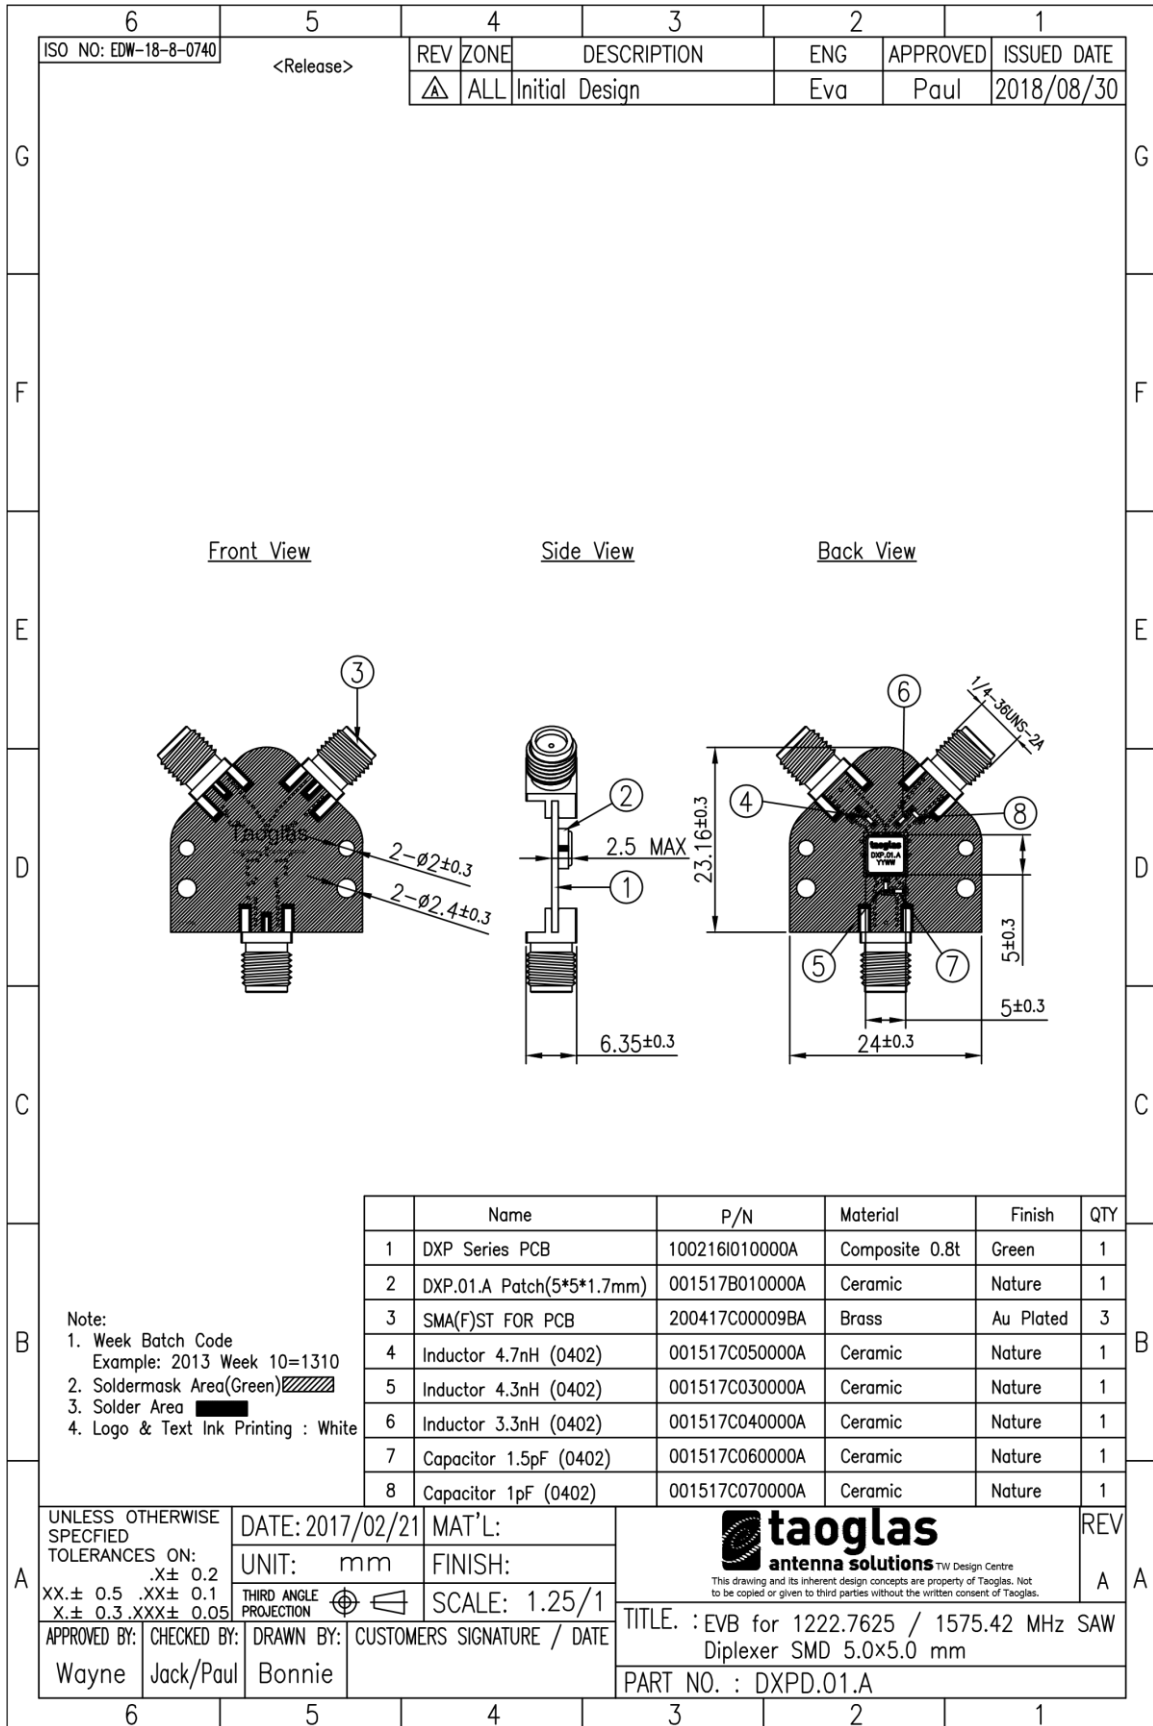 6 5 4 3 2 1
ISO NO: EDW-18-8-0740
<Release>
REV ZONE DESCRIPTION ENG APPROVED ISSUED DATE
A ALL Initial Design Eva Paul 2018/08/30
G G
F F
Front View Side View Back View
E E
3
6
1/4-36UNS-2A
2
4
8
Taoglas
taoglas
DXP.01.A
YYWW
2-ø2±0.3
2.5 MAX
23.16±0.3
D D
1
2-ø2.4±0.3
5±0.3
5
7
5±0.3
6.35±0.3
24±0.3
C C
Name P/N Material Finish QTY
1 DXP Series PCB 100216I010000A Composite 0.8t Green 1
2 DXP.01.A Patch(5*5*1.7mm) 001517B010000A Ceramic Nature 1
3 SMA(F)ST FOR PCB 200417C00009BA Brass Au Plated 3
4 Inductor 4.7nH (0402) 001517C050000A Ceramic Nature 1
5 Inductor 4.3nH (0402) 001517C030000A Ceramic Nature 1
6 Inductor 3.3nH (0402) 001517C040000A Ceramic Nature 1
7 Capacitor 1.5pF (0402) 001517C060000A Ceramic Nature 1
8 Capacitor 1pF (0402) 001517C070000A Ceramic Nature 1
B B
Note:
1. Week Batch Code
Example: 2013 Week 10=1310
2. Soldermask Area(Green)
3. Solder Area
4. Logo & Text Ink Printing : White
A A
UNLESS OTHERWISE
SPECFIED
TOLERANCES ON:
.X± 0.2
XX.± 0.5 .XX± 0.1
X.± 0.3 .XXX± 0.05
DATE: 2017/02/21 MAT'L:
UNIT: mm FINISH:
THIRD ANGLE
PROJECTION
SCALE: 1.25/1
APPROVED BY: CHECKED BY: DRAWN BY: CUSTOMERS SIGNATURE / DATE
Wayne Jack/Paul Bonnie
taoglas
antenna solutions TW Design Centre
This drawing and its inherent design concepts are property of Taoglas. Not
to be copied or given to third parties without the written consent of Taoglas.
REV
A
TITLE. : EVB for 1222.7625 / 1575.42 MHz SAW
Diplexer SMD 5.0×5.0 mm
PART NO. : DXPD.01.A
6 5 4 3 2 1